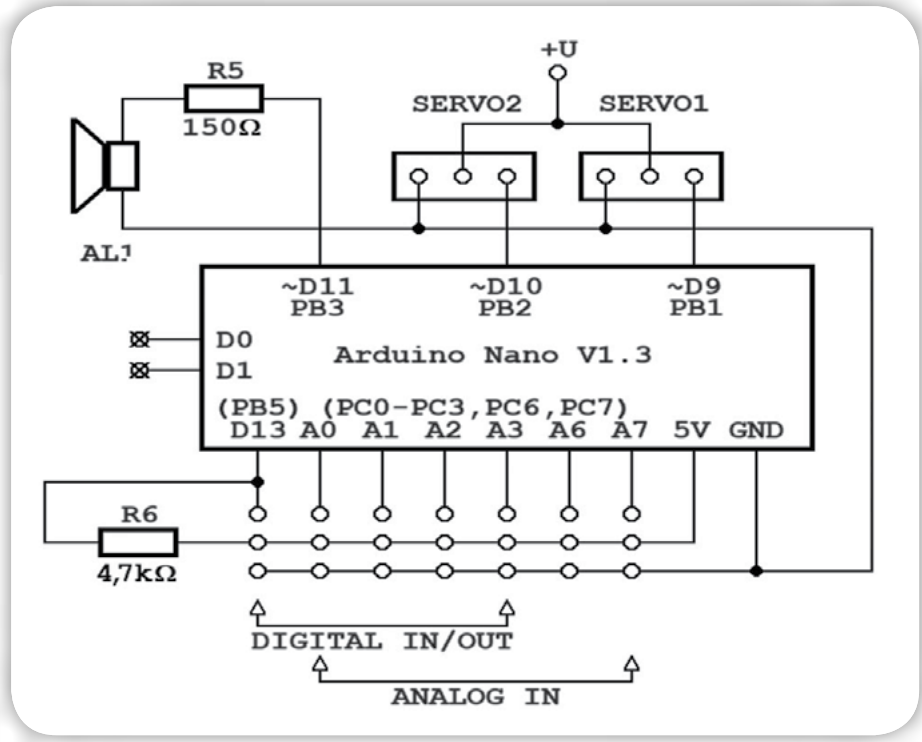 +U
R5
SERVO2 SERVO1
150Ω
~D11 ~D10 ~D9
PB3 PB2 PB1
D0
Arduino Nano V1.3
D1
(PB5) (PC0-PC3,PC6,PC7)
D13 A0 A1 A2 A3 A6 A7 5V GND
R6
4,7kΩ
DIGITAL IN/OUT
ANALOG IN